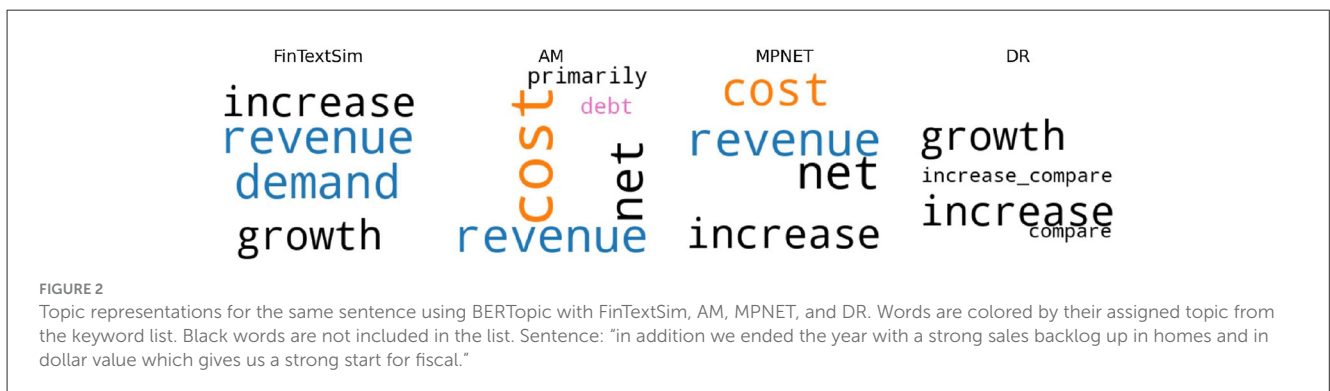 FinTextSim
increase
revenue
demand
growth
AM
primarily
debt
cost
net
revenue
MPNET
cost
revenue
net
increase
DR
growth
increase_compare
increase
compare
FIGURE 2
Topic representations for the same sentence using BERTopic with FinTextSim, AM, MPNET, and DR. Words are colored by their assigned topic from
the keyword list. Black words are not included in the list. Sentence: “in addition we ended the year with a strong sales backlog up in homes and in
dollar value which gives us a strong start for fiscal.”